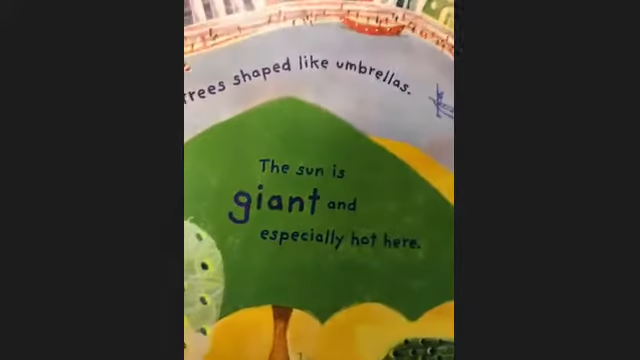 trees shaped like umbrellas.
The sun is
giant and
especially hot here.